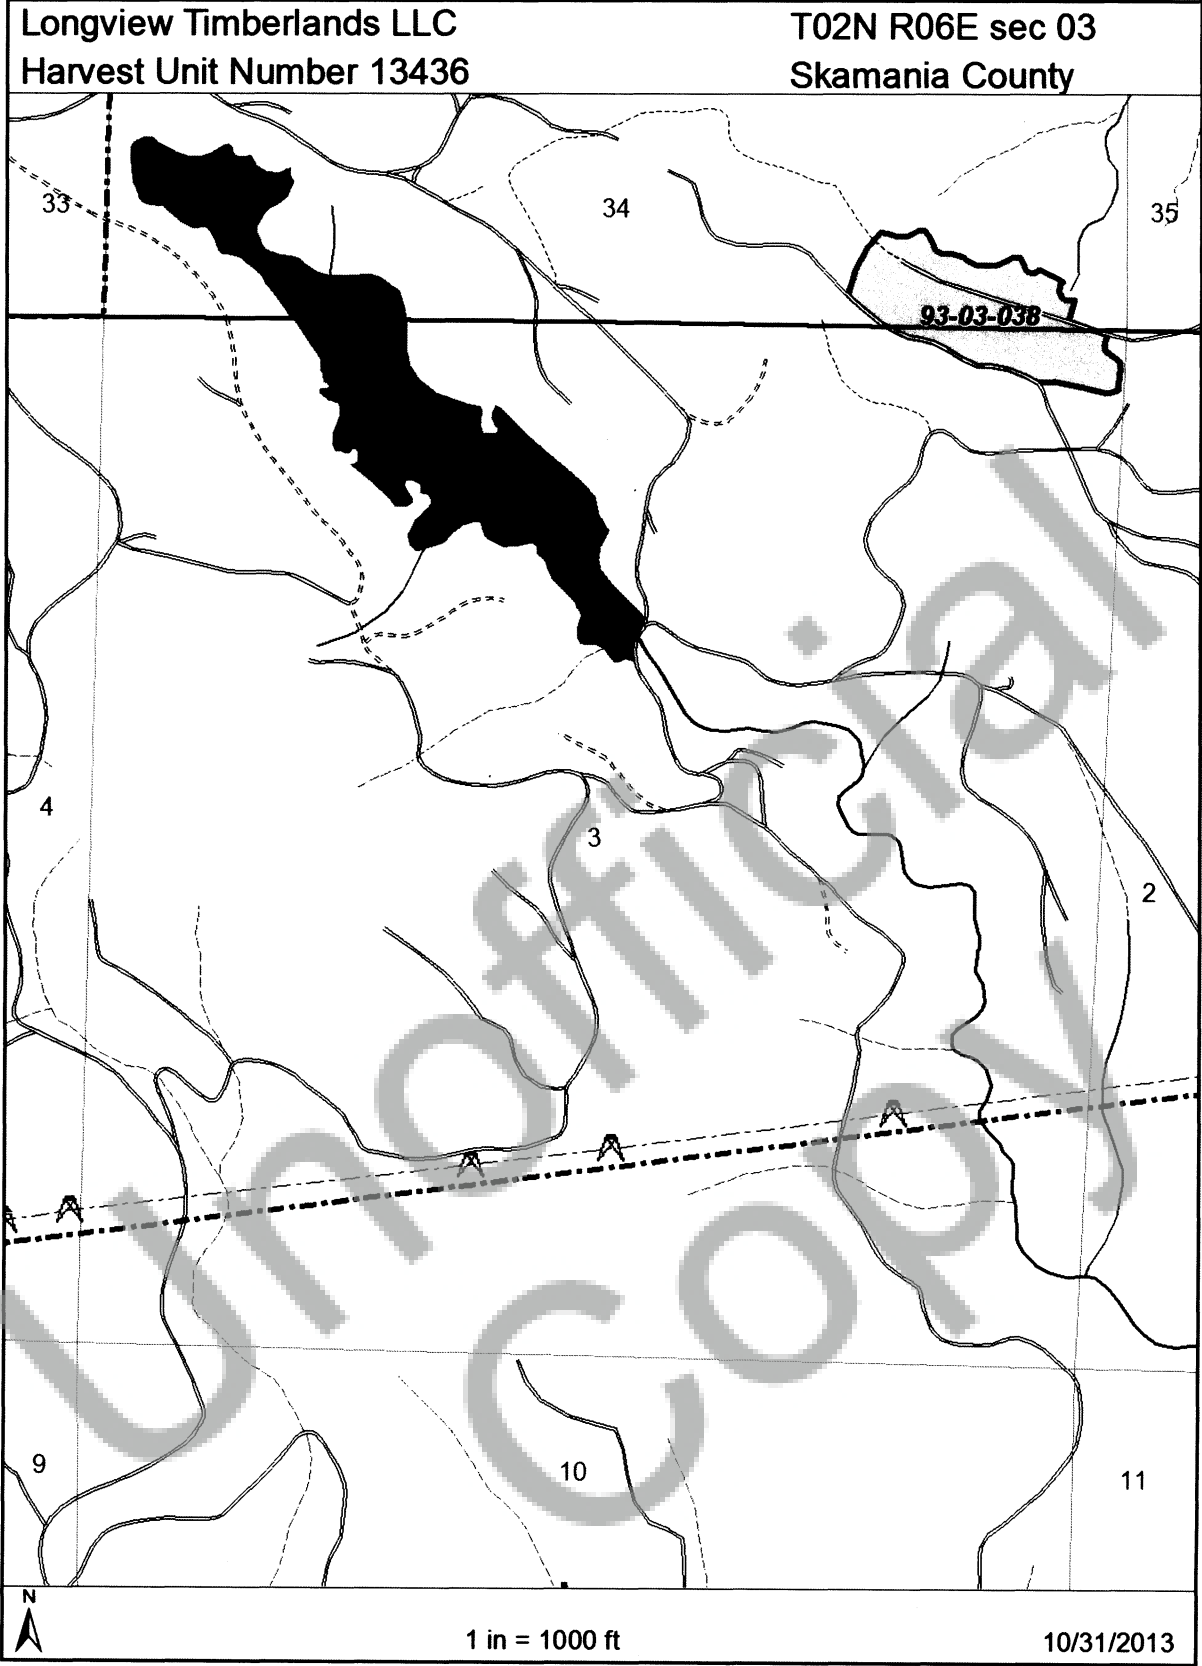 Longview Timberlands LLC
Harvest Unit Number 13436
T02N R06E sec 03
Skamania County
33
34
35
93-03-038
4
3
2
Unofficial
Copy
9
10
11
N
1 in = 1000 ft
10/31/2013